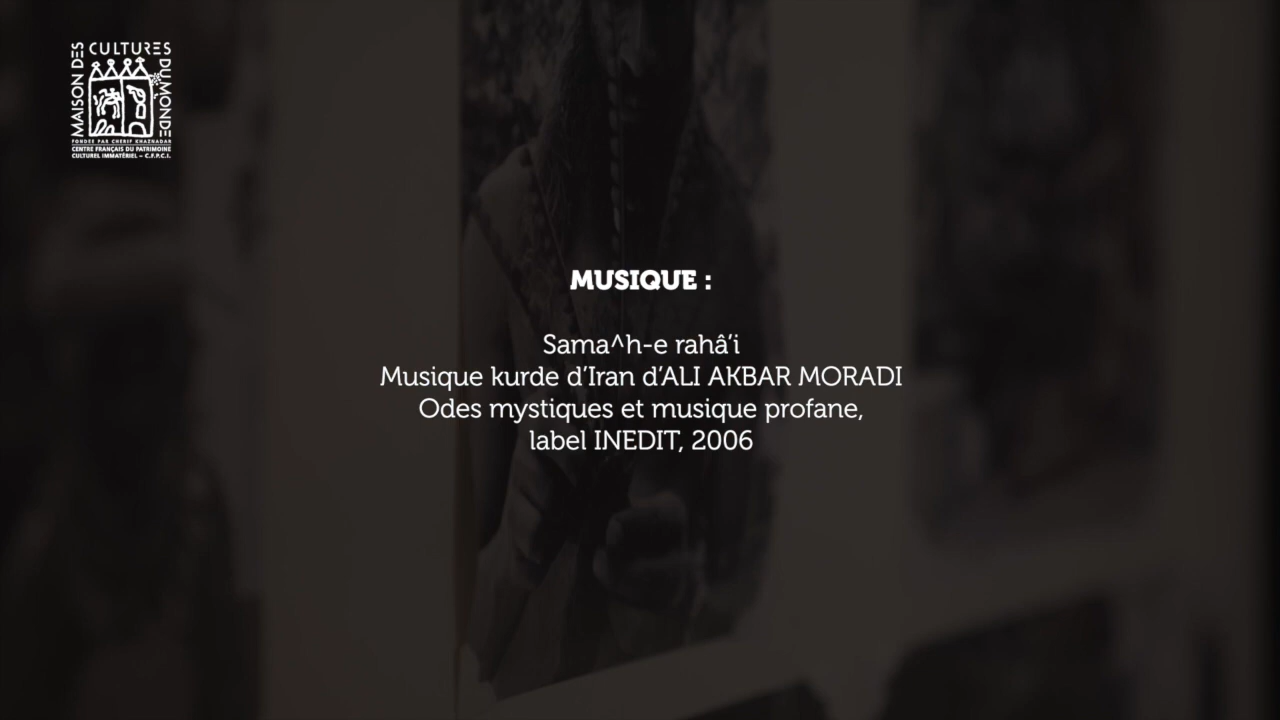 MAISON DES CULTURES DU MONDE
FONDÉE PAR CHERIF KHAZNADAR
CENTRE FRANÇAIS DU PATRIMOINE
CULTUREL IMMATÉRIEL – C.F.P.C.I.
MUSIQUE :
Sama^h-e rahâ’i
Musique kurde d’Iran d’ALI AKBAR MORADI
Odes mystiques et musique profane,
label INEDIT, 2006